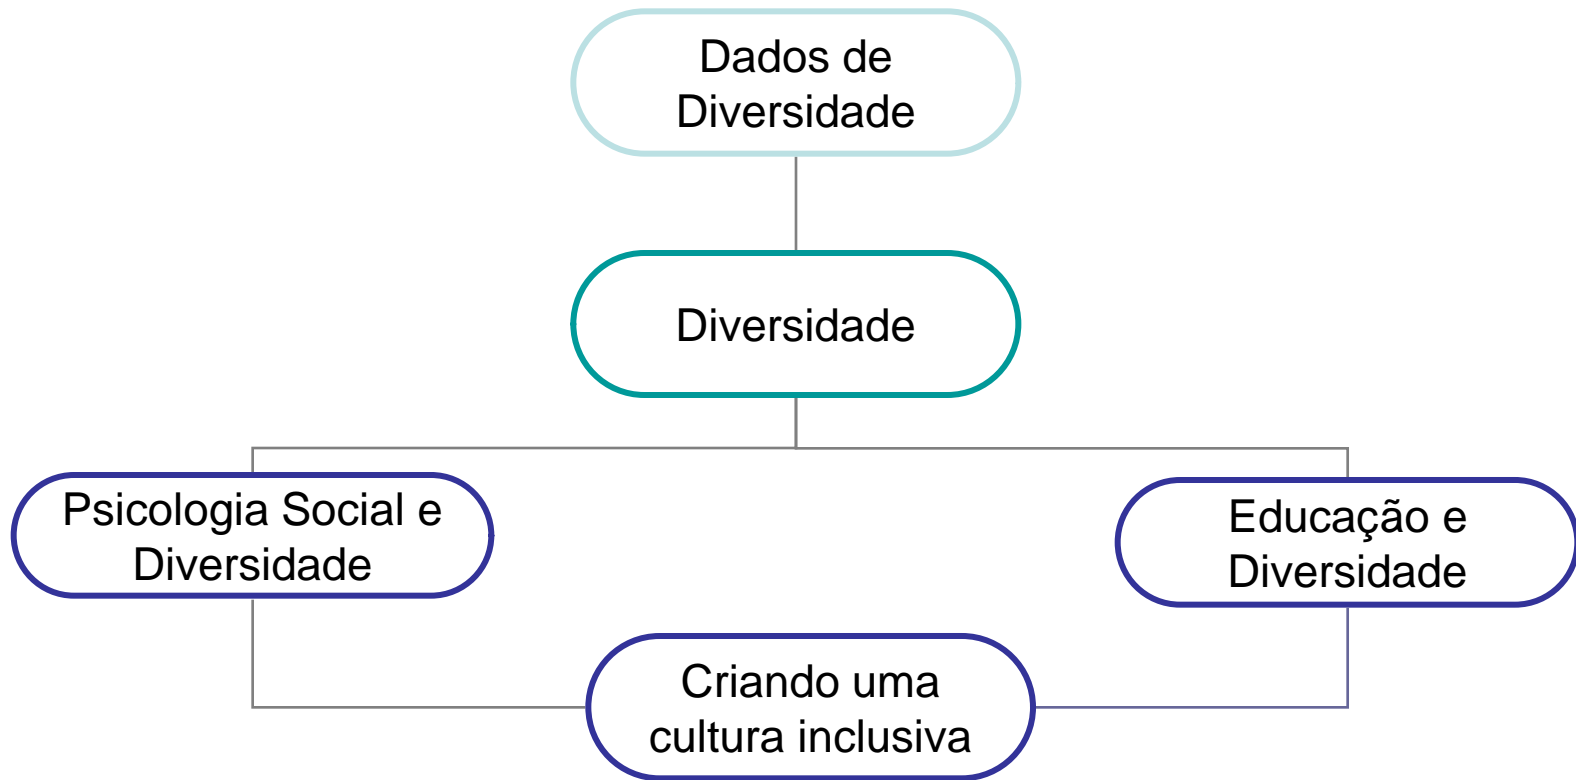 Dados de
Diversidade
Diversidade
Psicologia Social e
Diversidade
Educação e
Diversidade
Criando uma
cultura inclusiva